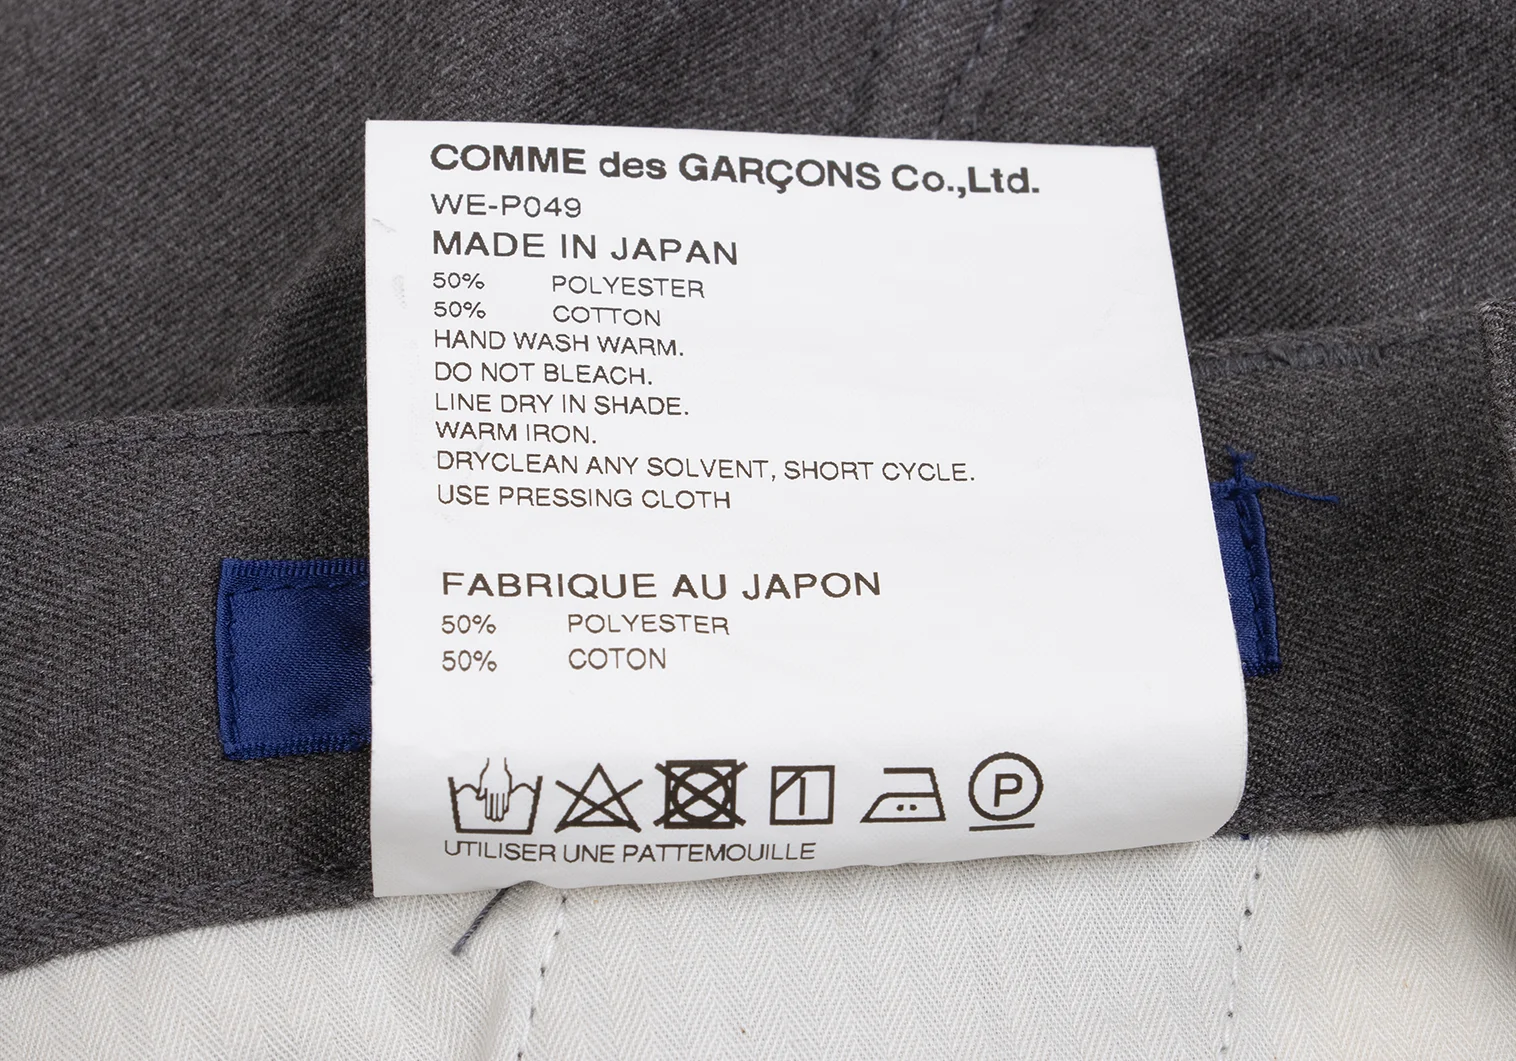 COMME des GARÇONS Co.,Ltd.
WE-P049
MADE IN JAPAN
50% POLYESTER
50% COTTON
HAND WASH WARM.
DO NOT BLEACH.
LINE DRY IN SHADE.
WARM IRON.
DRYCLEAN ANY SOLVENT, SHORT CYCLE.
USE PRESSING CLOTH
FABRIQUE AU JAPON
50% POLYESTER
50% COTON
P
UTILISER UNE PATTEMOUILLE